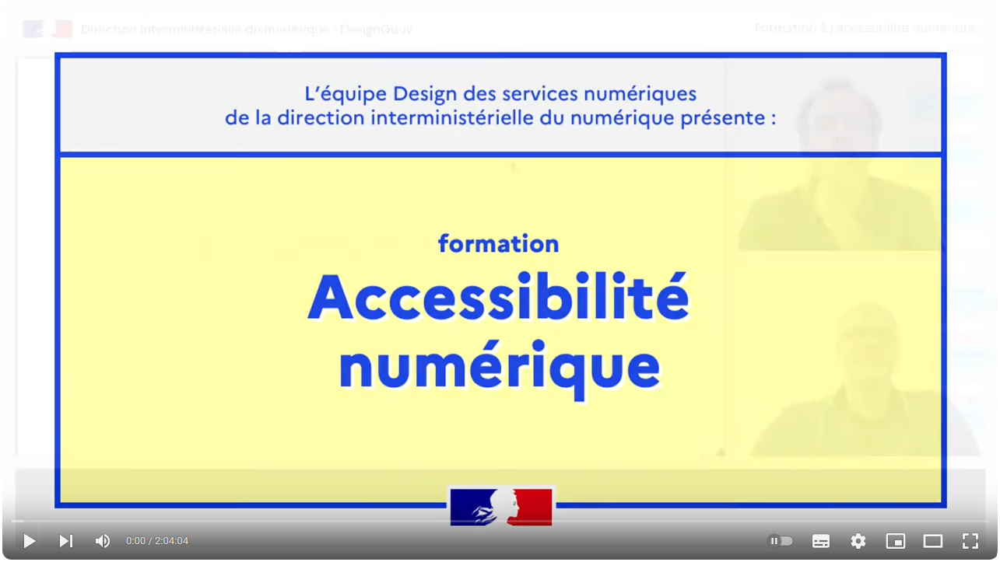 Direction interministérielle du numérique - DesignGouv
Formation à l'accessibilité numérique
L'équipe Design des services numériques
de la direction interministérielle du numérique présente :
formation
Accessibilité
numérique
0:00 / 2:04:04